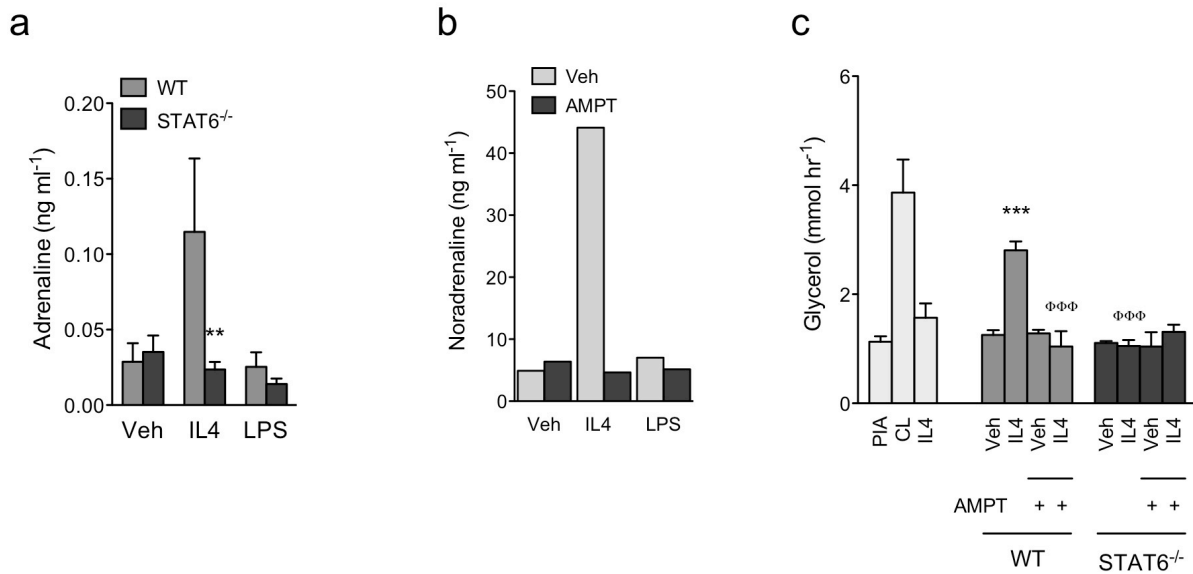 a
WT
STAT6-/-
Adrenaline (ng ml-1)
0.20
0.15
0.10
0.05
0.00
**
Veh IL4 LPS
b
Veh
AMPT
Noradrenaline (ng ml-1)
50
40
30
20
10
0
Veh IL4 LPS
c
Glycerol (mmol hr-1)
6
4
2
0
***
ΦΦΦ
ΦΦΦ
PIA CL IL4 Veh IL4 Veh IL4 Veh IL4 Veh IL4
AMPT + + + +
WT STAT6-/-